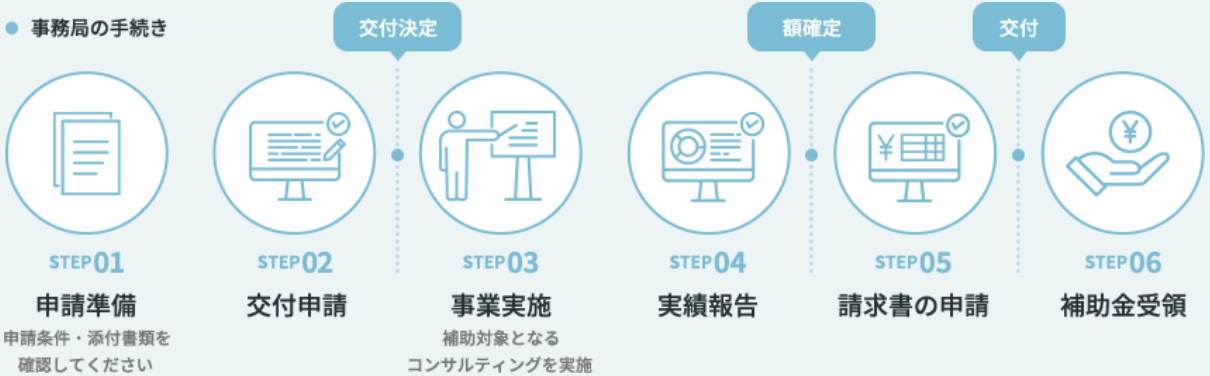 事務局の手続き
交付決定
額確定
交付
STEP01
申請準備
申請条件・添付書類を
確認してください
STEP02
交付申請
STEP03
事業実施
補助対象となる
コンサルティングを実施
STEP04
実績報告
¥
STEP05
請求書の申請
¥
STEP06
補助金受領